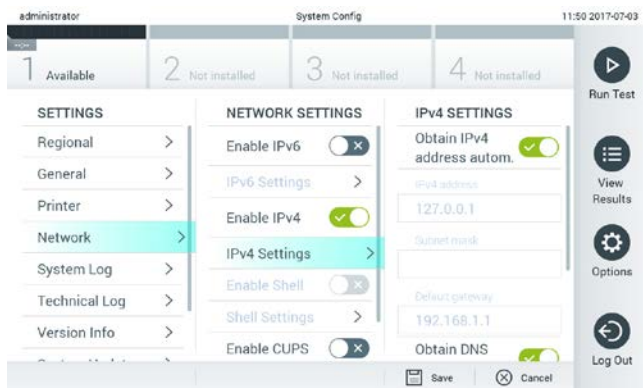 administrator System Config 11:50 2017-07-03
1 Available 2 Not installed 3 Not installed 4 Not installed
Run Test
View
Results
Options
Log Out
SETTINGS
Regional
General
Printer
Network
System Log
Technical Log
Version Info
NETWORK SETTINGS
Enable IPv6
IPv6 Settings
Enable IPv4
IPv4 Settings
Enable Shell
Shell Settings
Enable CUPS
IPv4 SETTINGS
Obtain IPv4
address autom.
IPv4 address
127.0.0.1
Subnet mask
Default gateway
192.168.1.1
Obtain DNS
Save Cancel